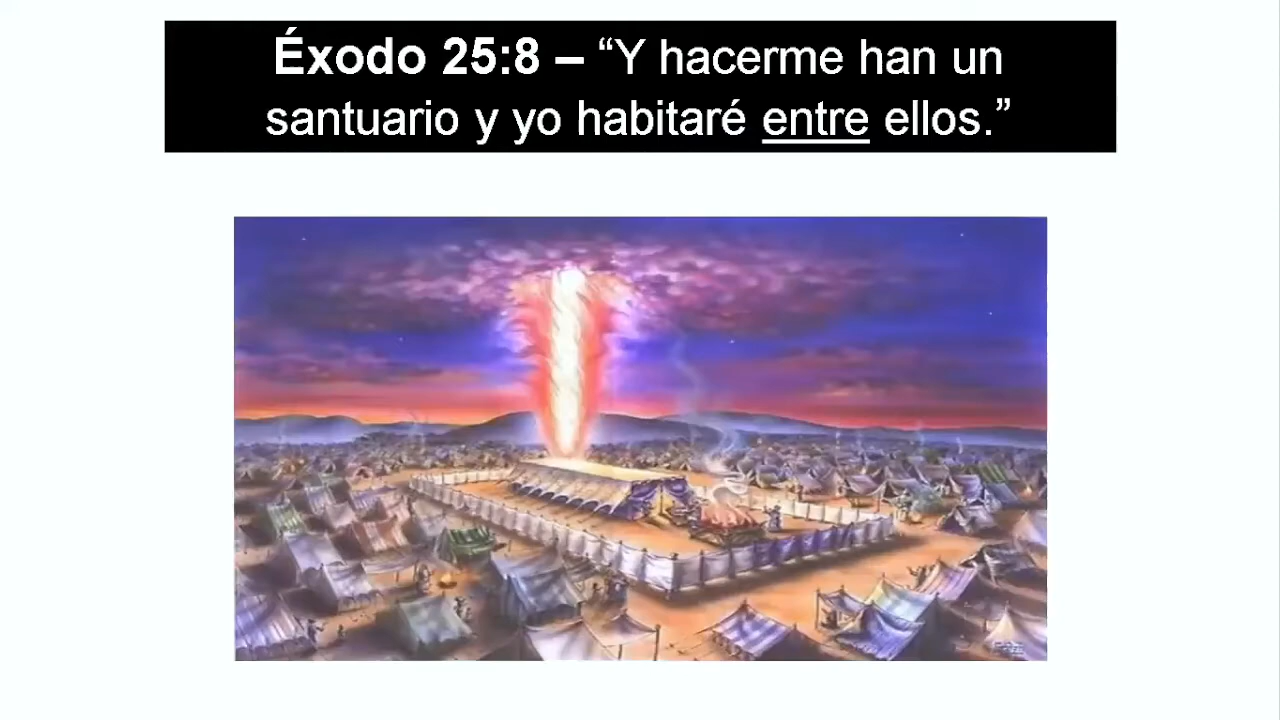 Éxodo 25:8 – “Y hacerme han un
santuario y yo habitaré entre ellos.”